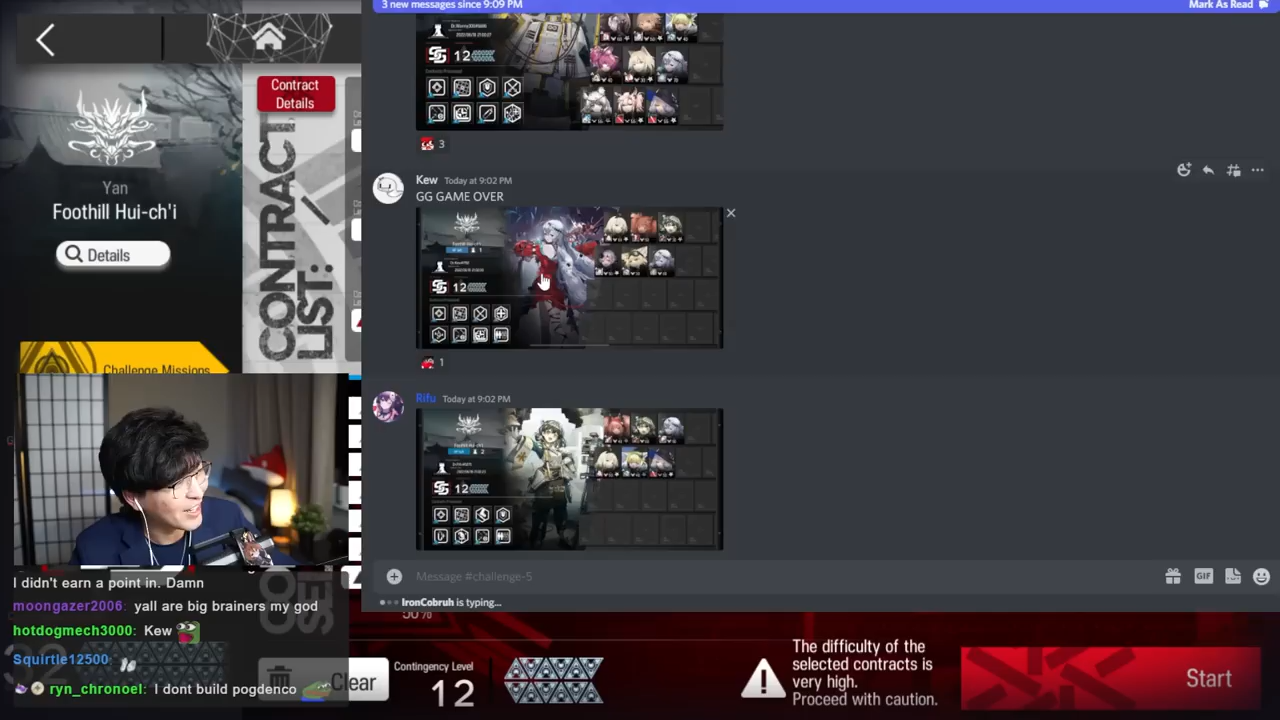 3 new messages since 9:09 PM
Mark As Read
Contract
Details
CONTRACT
LIST:
Yan
Foothill Hui-ch'i
Details
Challenge Missions
12
3
Kew Today at 9:02 PM
GG GAME OVER
12
1
Rifu Today at 9:02 PM
12
Message #challenge-5
GIF
IronCobruh is typing...
50%
I didn't earn a point in. Damn
moongazer2006: yall are big brainers my god
hotdogmech3000: Kew
Squirtle12500
ryn_chronoel: I dont build pogdenco
Clear
Contingency Level
12
The difficulty of the
selected contracts is
very high.
Proceed with caution.
Start